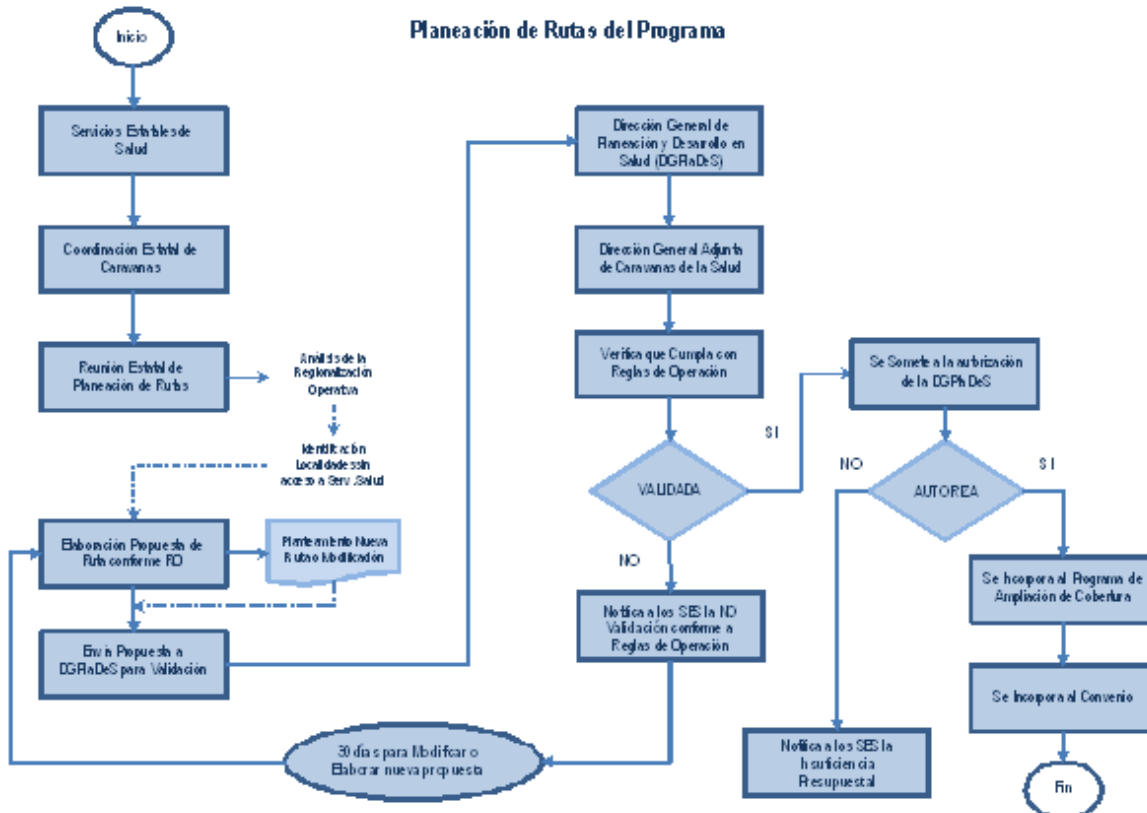 Planeación de Rutas del Programa
Inicio
Servicios Estatales de
Salud
Coordinación Estatal de
Caravanas
Reunión Estatal de
Planeación de Rutas
Análisis de la
Regionalización
Operativa
Identificación
Localidades sin
acceso a Serv. Salud
Elaboración Propuesta de
Ruta conforme RO
Planteamiento Nueva
Ruta o Modificación
Envía Propuesta a
DGPlaDeS para Validación
30 días para Modificar o
Elaborar nueva propuesta
Dirección General de
Planeación y Desarrollo en
Salud (DGPlaDeS)
Dirección General Adjunta
de Caravanas de la Salud
Verifica que Cumpla con
Reglas de Operación
VALIDADA
SI
NO
Notifica a los SES la NO
Validación conforme a
Reglas de Operación
Se Somete a la autorización
de la DGPlaDeS
NO
SI
AUTORIZA
Notifica a los SES la
Insuficiencia
Presupuestal
Se Incorpora al Programa de
Ampliación de Cobertura
Se Incorpora al Convenio
Fin